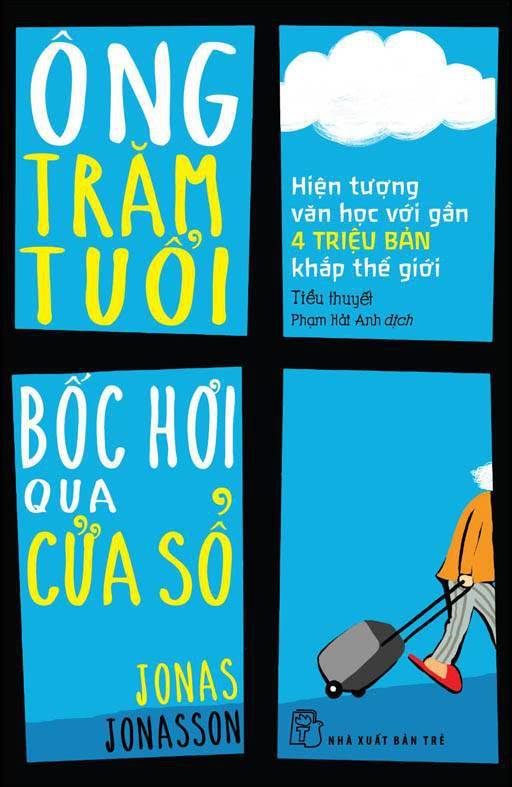 ÔNG
TRĂM
TUỔI
Hiện tượng
văn học với gần
4 TRIỆU BẢN
khắp thế giới
Tiểu thuyết
Phạm Hải Anh dịch
BỐC HƠI
QUA
CỬA SỔ
JONAS
JONASSON
NHÀ XUẤT BẢN TRẺ